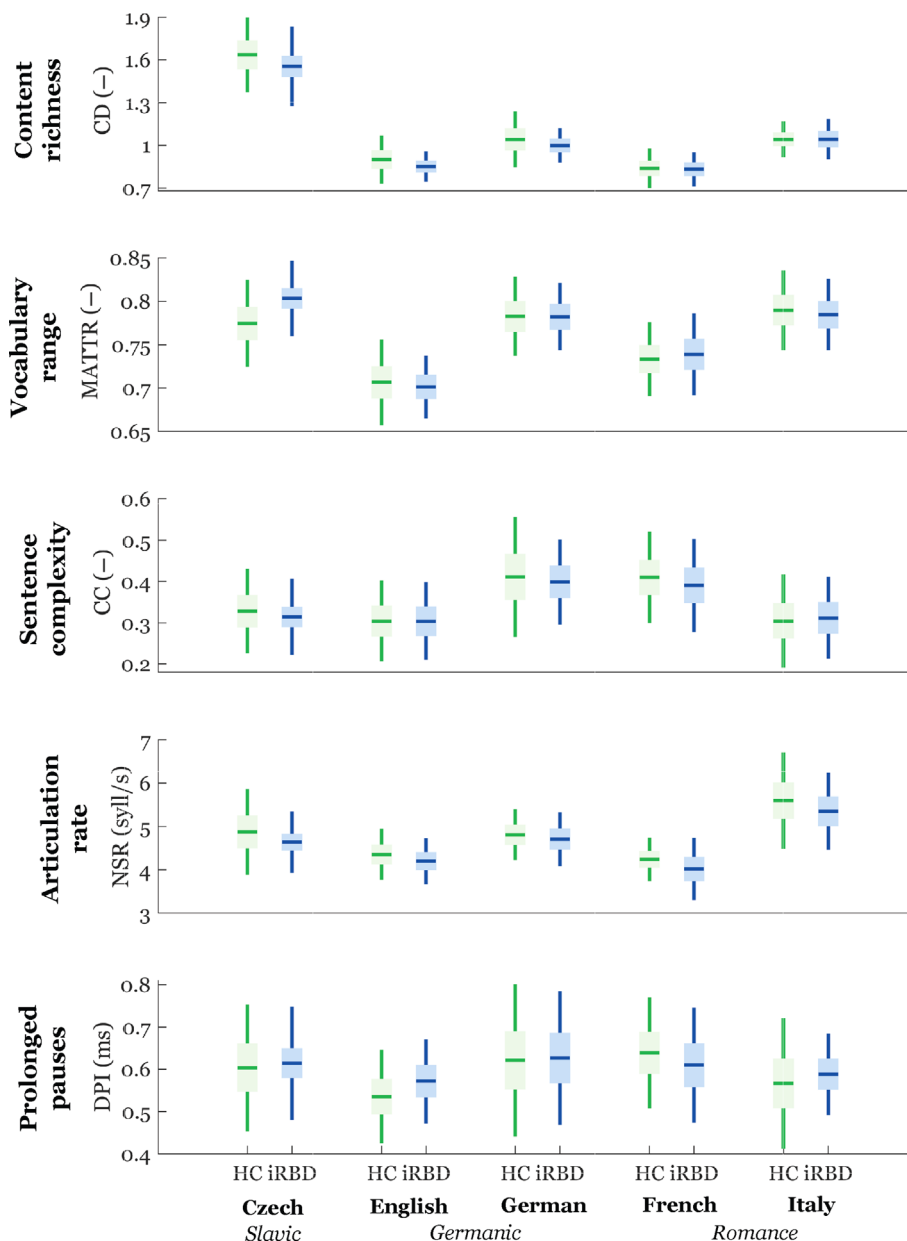 Content
richness
CD (–)
1.9
1.6
1.3
1
0.7
Vocabulary
range
MATTR (–)
0.85
0.8
0.75
0.7
0.65
Sentence
complexity
CC (–)
0.6
0.5
0.4
0.3
0.2
Articulation
rate
NSR (syll/s)
7
6
5
4
3
Prolonged
pauses
DPI (ms)
0.8
0.7
0.6
0.5
0.4
HC iRBD HC iRBD HC iRBD HC iRBD HC iRBD
Czech English German French Italy
Slavic Germanic Romance